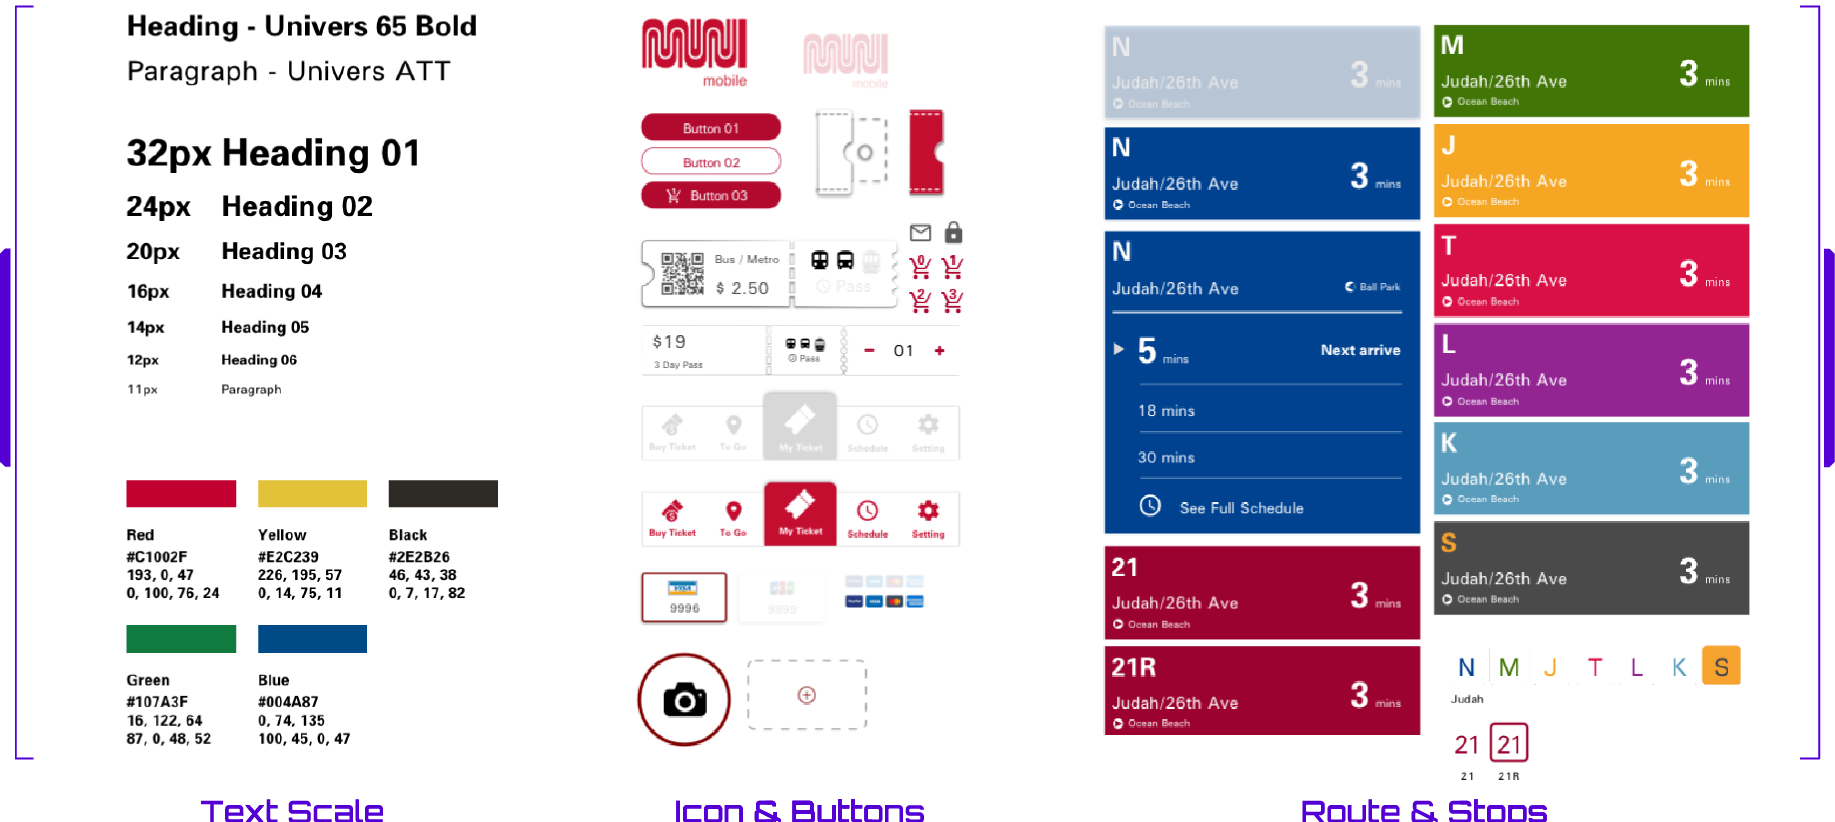 Heading - Univers 65 Bold
Paragraph - Univers ATT
32px Heading 01
24px Heading 02
20px Heading 03
16px Heading 04
14px Heading 05
12px Heading 06
11px Paragraph
Red
#C1002F
193, 0, 47
0, 100, 76, 24
Yellow
#E2C239
226, 195, 57
0, 14, 75, 11
Black
#2E2B26
46, 43, 38
0, 7, 17, 82
Green
#107A3F
16, 122, 64
87, 0, 48, 52
Blue
#004A87
0, 74, 135
100, 45, 0, 47
Text Scale
MUNI
mobile
MUNI
mobile
Button 01
Button 02
Button 03
Bus / Metro
$ 2.50
Pass
0
1
2
3
$19
3 Day Pass
Pass
01
Buy Ticket
To Go
My Ticket
Schedule
Setting
Buy Ticket
To Go
My Ticket
Schedule
Setting
VISA
9996
JCB
9999
Icon & Buttons
N
Judah/26th Ave
Ocean Beach
3 mins
N
Judah/26th Ave
Ocean Beach
3 mins
N
Judah/26th Ave
Ball Park
5 mins
Next arrive
18 mins
30 mins
See Full Schedule
21
Judah/26th Ave
Ocean Beach
3 mins
21R
Judah/26th Ave
Ocean Beach
3 mins
M
Judah/26th Ave
Ocean Beach
3 mins
J
Judah/26th Ave
Ocean Beach
3 mins
T
Judah/26th Ave
Ocean Beach
3 mins
L
Judah/26th Ave
Ocean Beach
3 mins
K
Judah/26th Ave
Ocean Beach
3 mins
S
Judah/26th Ave
Ocean Beach
3 mins
N M J T L K S
Judah
21 21
21 21R
Route & Stops